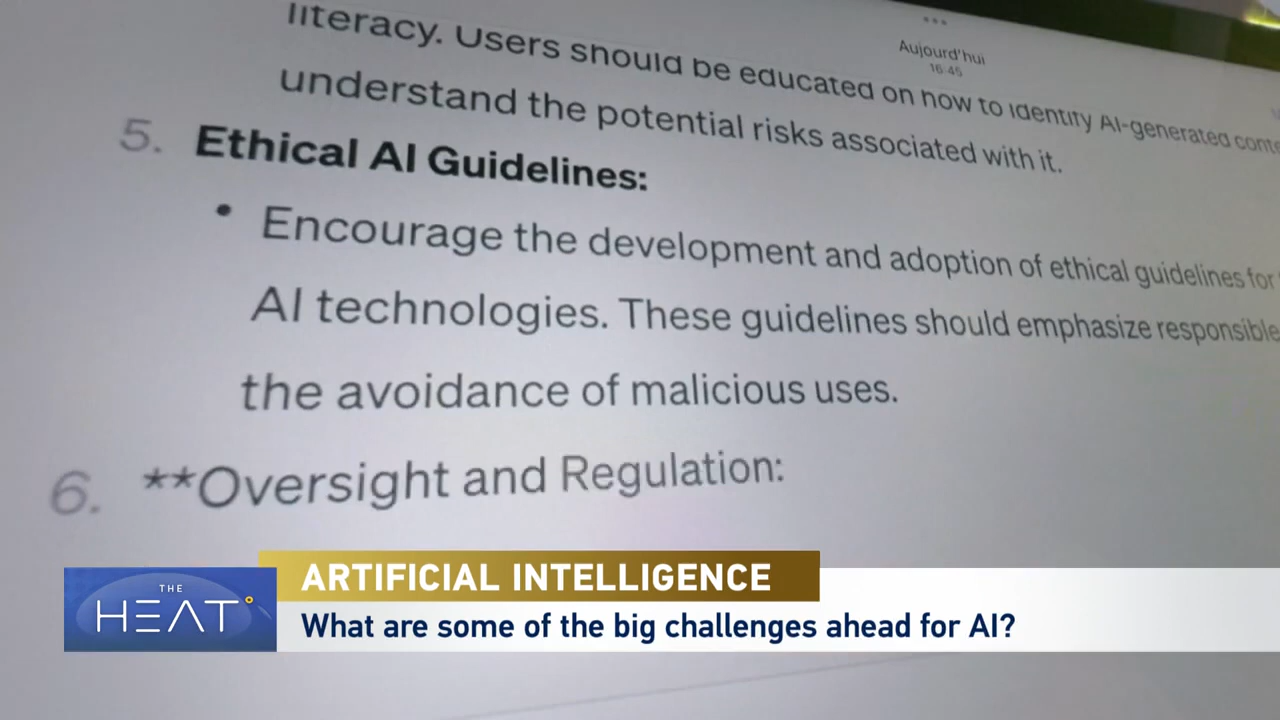 Aujourd'hui
16:45
literacy. Users should be educated on how to identify AI-generated
understand the potential risks associated with it.
5. Ethical AI Guidelines:
• Encourage the development and adoption of ethical guidelines for
AI technologies. These guidelines should emphasize responsible
the avoidance of malicious uses.
6. **Oversight and Regulation:
ARTIFICIAL INTELLIGENCE
THE
HEAT
What are some of the big challenges ahead for AI?